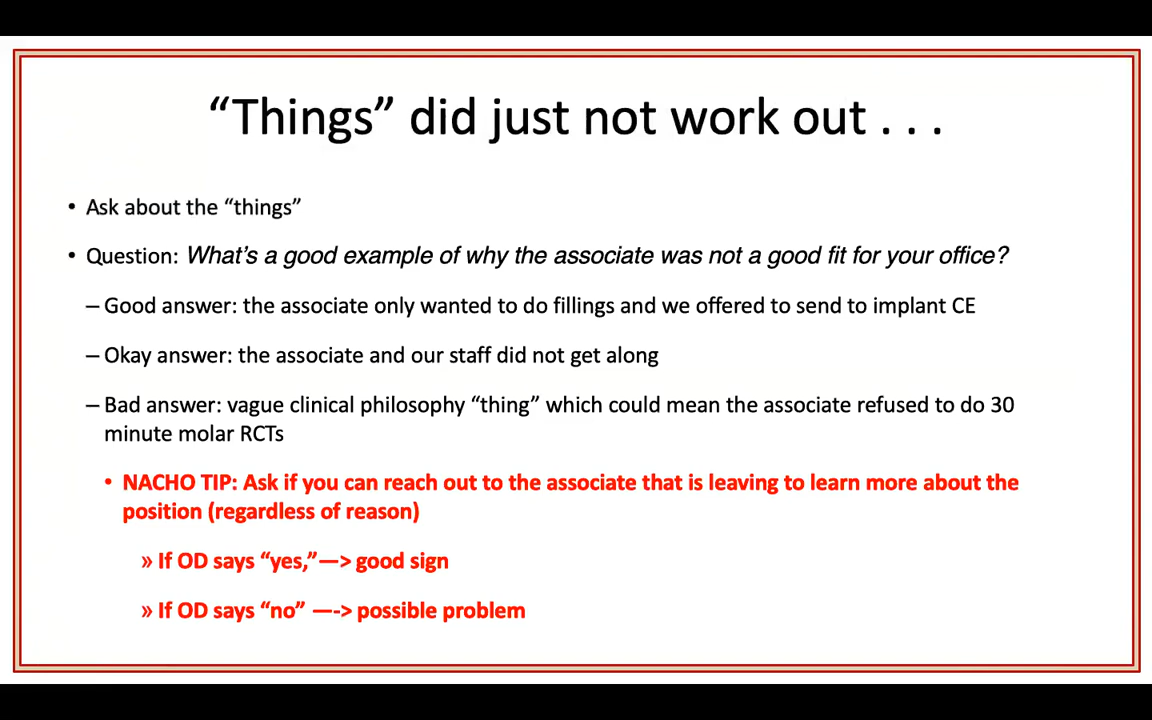 “Things” did just not work out . . .
• Ask about the “things”
• Question: What’s a good example of why the associate was not a good fit for your office?
– Good answer: the associate only wanted to do fillings and we offered to send to implant CE
– Okay answer: the associate and our staff did not get along
– Bad answer: vague clinical philosophy “thing” which could mean the associate refused to do 30
minute molar RCTs
• NACHO TIP: Ask if you can reach out to the associate that is leaving to learn more about the
position (regardless of reason)
» If OD says “yes,”—> good sign
» If OD says “no” —-> possible problem